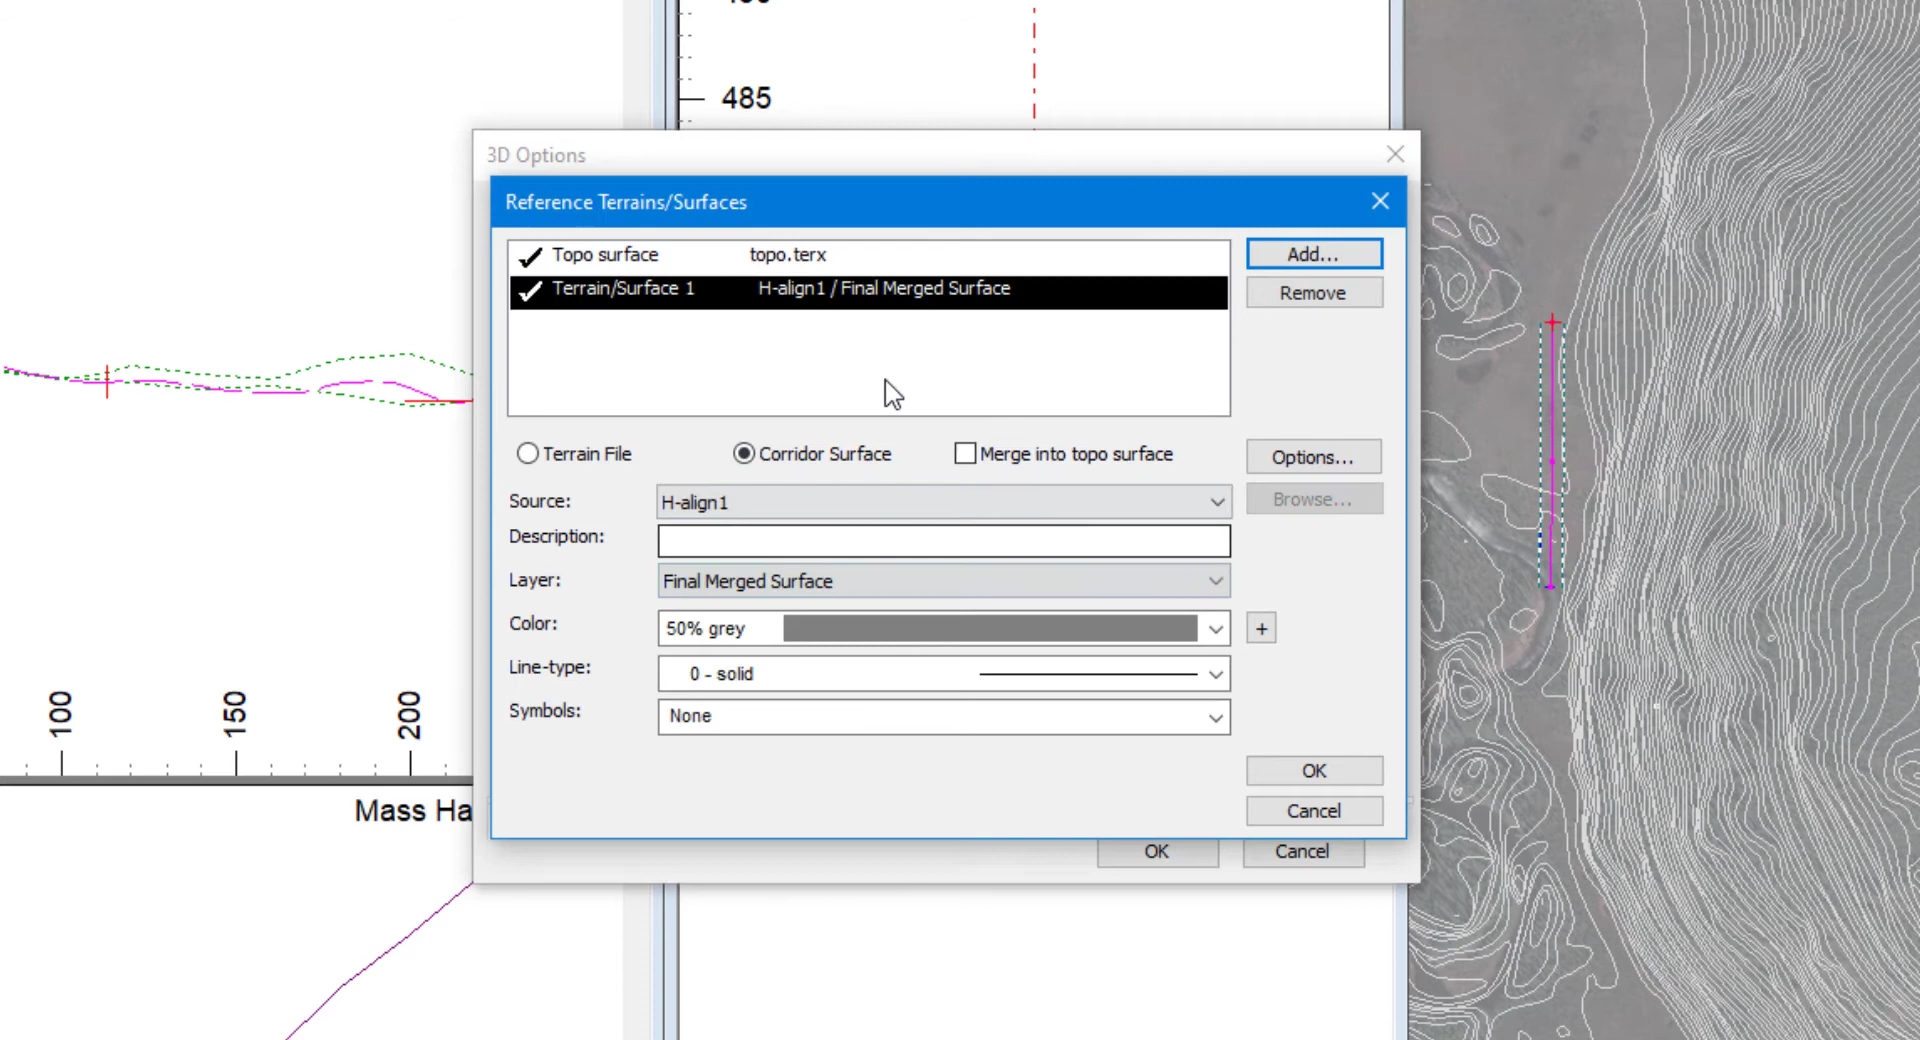 485
3D Options
Reference Terrains/Surfaces
Topo surface topo.terx
Terrain/Surface 1 H-align1 / Final Merged Surface
Add...
Remove
Terrain File Corridor Surface Merge into topo surface
Options...
Source: H-align1
Browse...
Description:
Layer: Final Merged Surface
Color: 50% grey +
Line-type: 0 - solid
Symbols: None
OK
Cancel
OK Cancel
100 150 200
Mass Ha